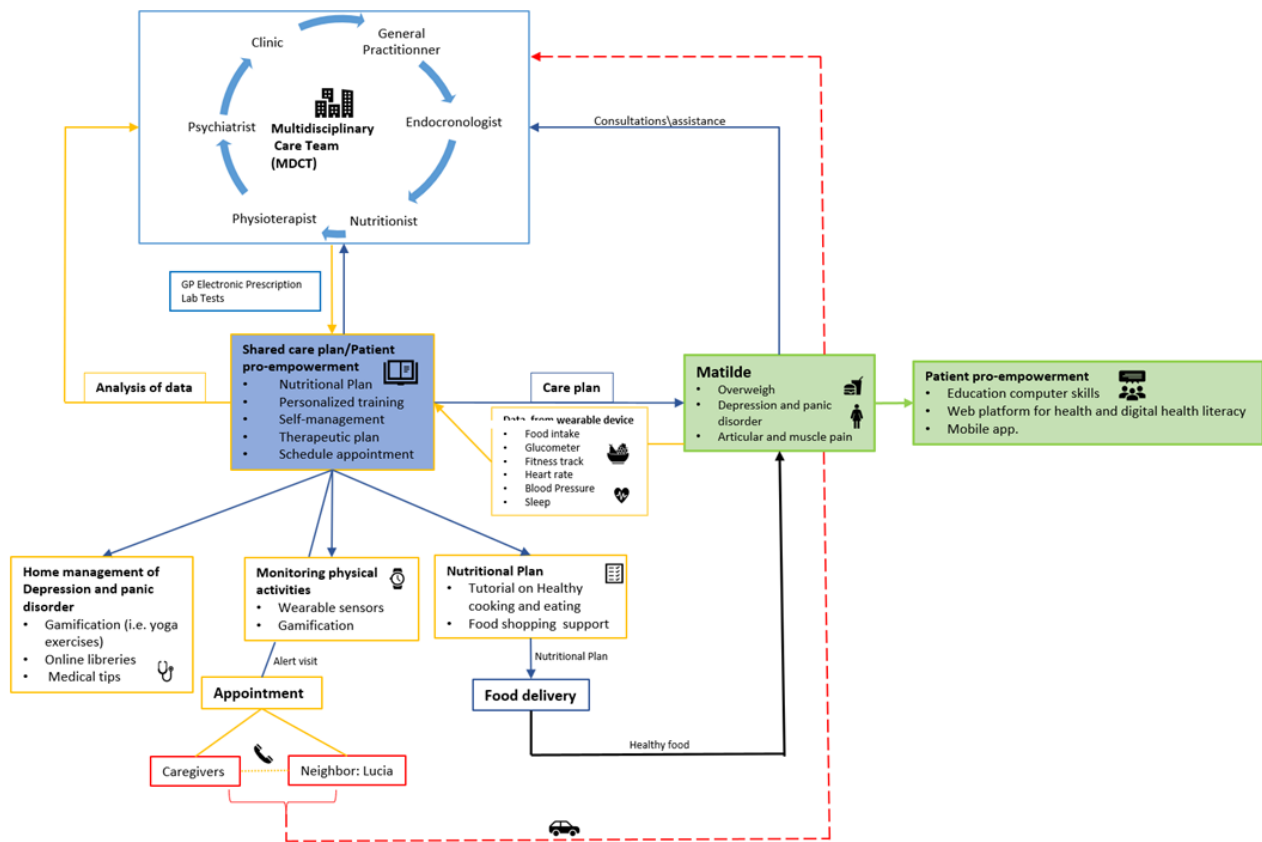 Clinic
General
Practitionner
Psychiatrist
Multidisciplinary
Care Team
(MDCT)
Endocronologist
Physioterapist
Nutritionist
Consultations\assistance
GP Electronic Prescription
Lab Tests
Shared care plan/Patient
pro-empowerment
• Nutritional Plan
• Personalized training
• Self-management
• Therapeutic plan
• Schedule appointment
Analysis of data
Care plan
Data from wearable device
• Food intake
• Glucometer
• Fitness track
• Heart rate
• Blood Pressure
• Sleep
Matilde
• Overweigh
• Depression and panic
disorder
• Articular and muscle pain
Patient pro-empowerment
• Education computer skills
• Web platform for health and digital health literacy
• Mobile app.
Home management of
Depression and panic
disorder
• Gamification (i.e. yoga
exercises)
• Online libreries
• Medical tips
Monitoring physical
activities
• Wearable sensors
• Gamification
Nutritional Plan
• Tutorial on Healthy
cooking and eating
• Food shopping support
Alert visit
Nutritional Plan
Appointment
Food delivery
Healthy food
Caregivers
Neighbor: Lucia